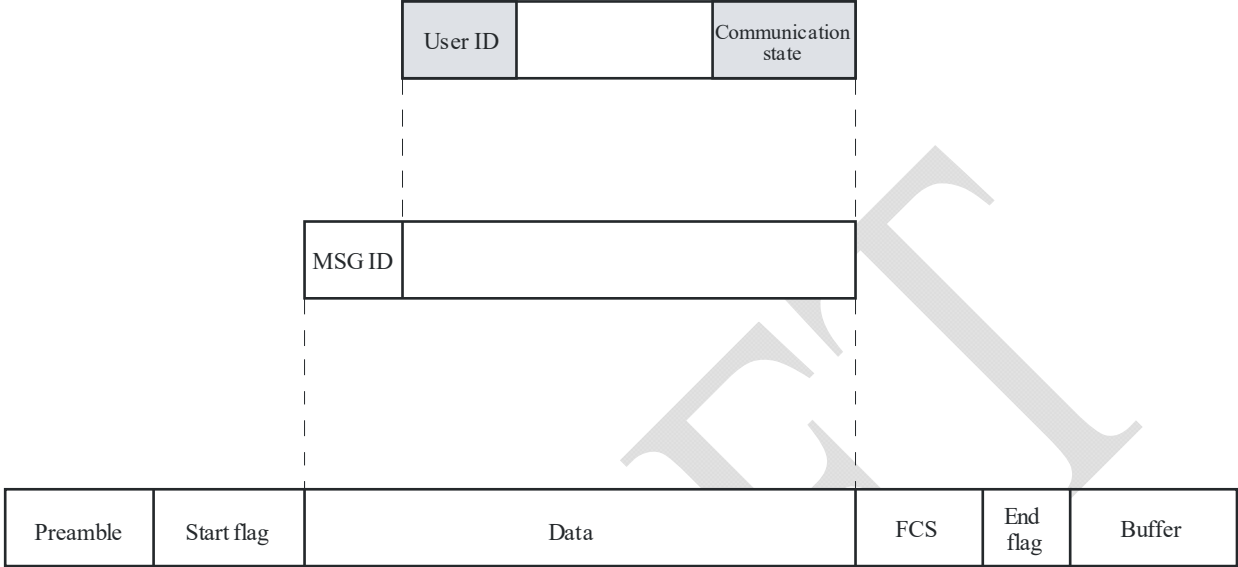 User ID
Communication
state
MSG ID
Preamble
Start flag
Data
FCS
End
flag
Buffer